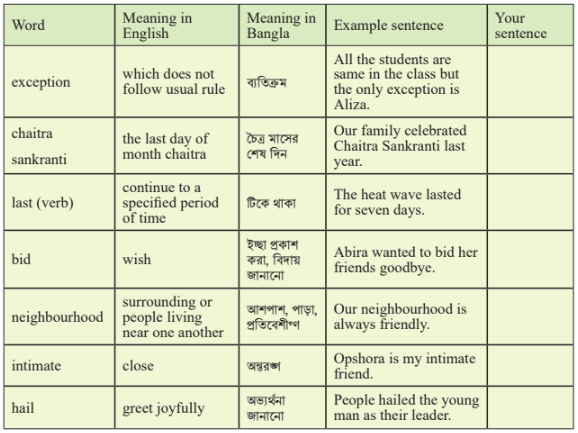 Word
Meaning in
English
Meaning in
Bangla
Example sentence
Your
sentence
exception
which does not
follow usual rule
ব্যতিক্রম
All the students are
same in the class but
the only exception is
Aliza.
chaitra
sankranti
the last day of
month chaitra
চৈত্র মাসের
শেষ দিন
Our family celebrated
Chaitra Sankranti last
year.
last (verb)
continue to a
specified period
of time
টিকে থাকা
The heat wave lasted
for seven days.
bid
wish
ইচ্ছা প্রকাশ
করা, বিদায়
জানানো
Abira wanted to bid her
friends goodbye.
neighbourhood
surrounding or
people living
near one another
আশপাশ, পাড়া,
প্রতিবেশীগণ
Our neighbourhood is
always friendly.
intimate
close
অন্তরঙ্গ
Opshora is my intimate
friend.
hail
greet joyfully
অভ্যর্থনা
জানানো
People hailed the young
man as their leader.